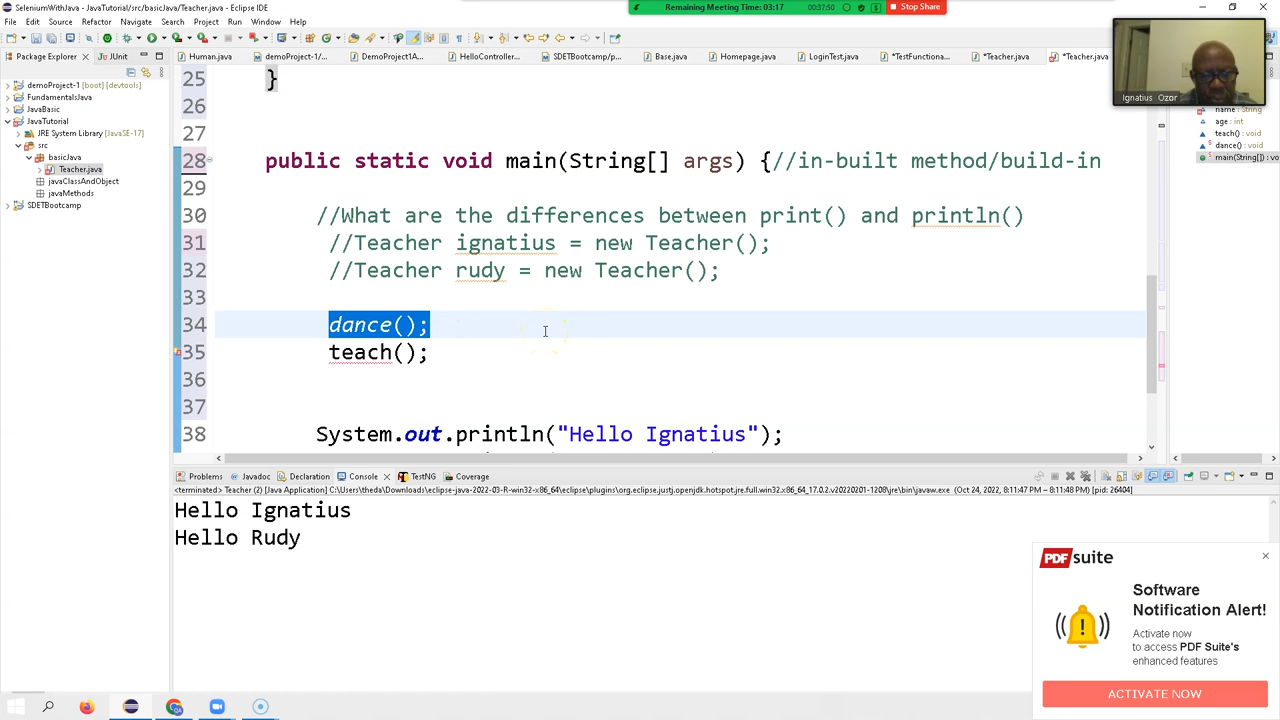 SeleniumWithJava - JavaTutorial/src/basicJava/Teacher.java - Eclipse IDE
Remaining Meeting Time: 03:17
00:37:50
Stop Share
File Edit Source Refactor Navigate Search Project Run Window Help
Package Explorer
JUnit
Human.java
demoProject-1/...
DemoProject1A...
HelloController...
SDETBootcamp/p...
Base.java
Homepage.java
LoginTest.java
*TestFunctiona...
*Teacher.java
*Teacher.java
Ignatius Ozor
demoProject-1 [boot] [devtools]
FundamentalsJava
JavaBasic
JavaTutorial
JRE System Library [JavaSE-17]
src
basicJava
Teacher.java
javaClassAndObject
javaMethods
SDETBootcamp
name : String
age : int
teach() : void
dance() : void
main(String[]) : vo
25 }
26
27
28 public static void main(String[] args) {//in-built method/build-in
29
30 //What are the differences between print() and println()
31 //Teacher ignatius = new Teacher();
32 //Teacher rudy = new Teacher();
33
34 dance();
35 teach();
36
37
38 System.out.println("Hello Ignatius");
Problems
Javadoc
Declaration
Console
TestNG
Coverage
<terminated> Teacher (2) [Java Application] C:\Users\theda\Downloads\eclipse-java-2022-03-R-win32-x86_64\eclipse\plugins\org.eclipse.justj.openjdk.hotspot.jre.full.win32.x86_64_17.0.2.v20220201-1208\jre\bin\javaw.exe (Oct 24, 2022, 8:11:47 PM – 8:11:48 PM) [pid: 26404]
Hello Ignatius
Hello Rudy
PDF suite
Software
Notification Alert!
Activate now
to access PDF Suite's
enhanced features
ACTIVATE NOW